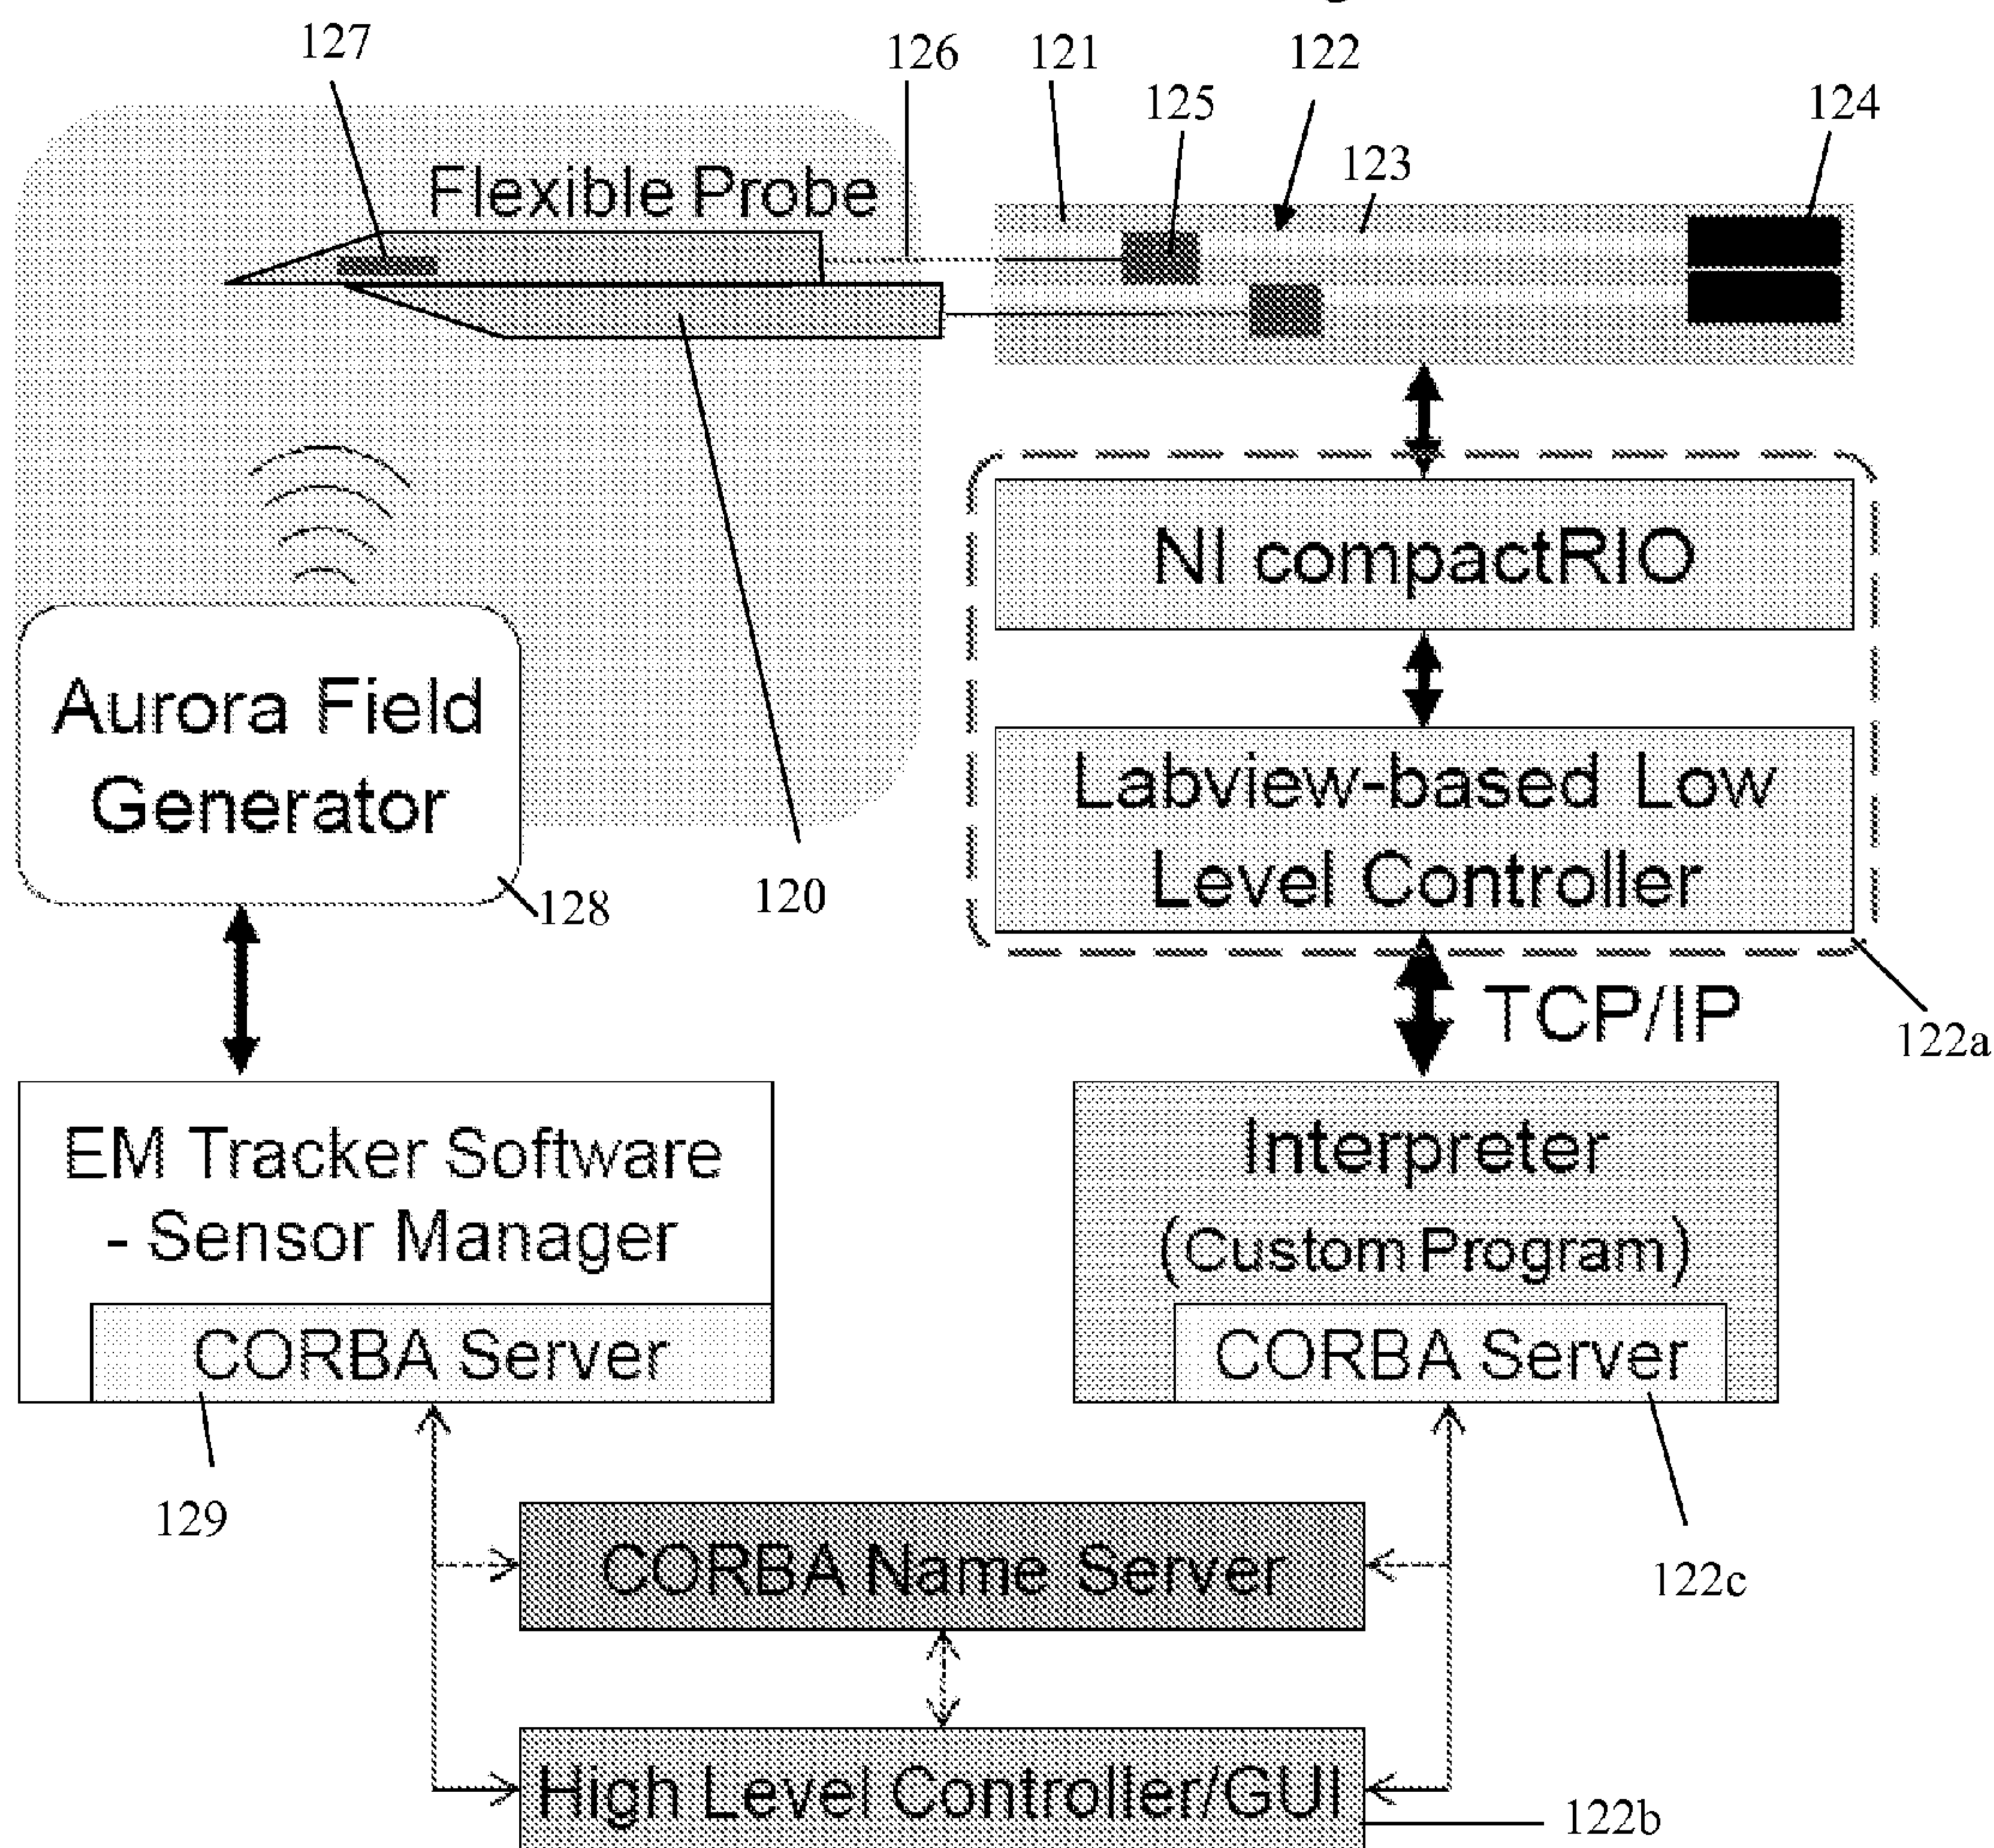 127
126
121
122
125
124
123
Flexible Probe
NI compactRIO
Aurora Field
Generator
Labview-based Low
Level Controller
128
120
TCP/IP
122a
EM Tracker Software
- Sensor Manager
CORBA Server
Interpreter
(Custom Program)
CORBA Server
129
122c
CORBA Name Server
High Level Controller/GUI
122b